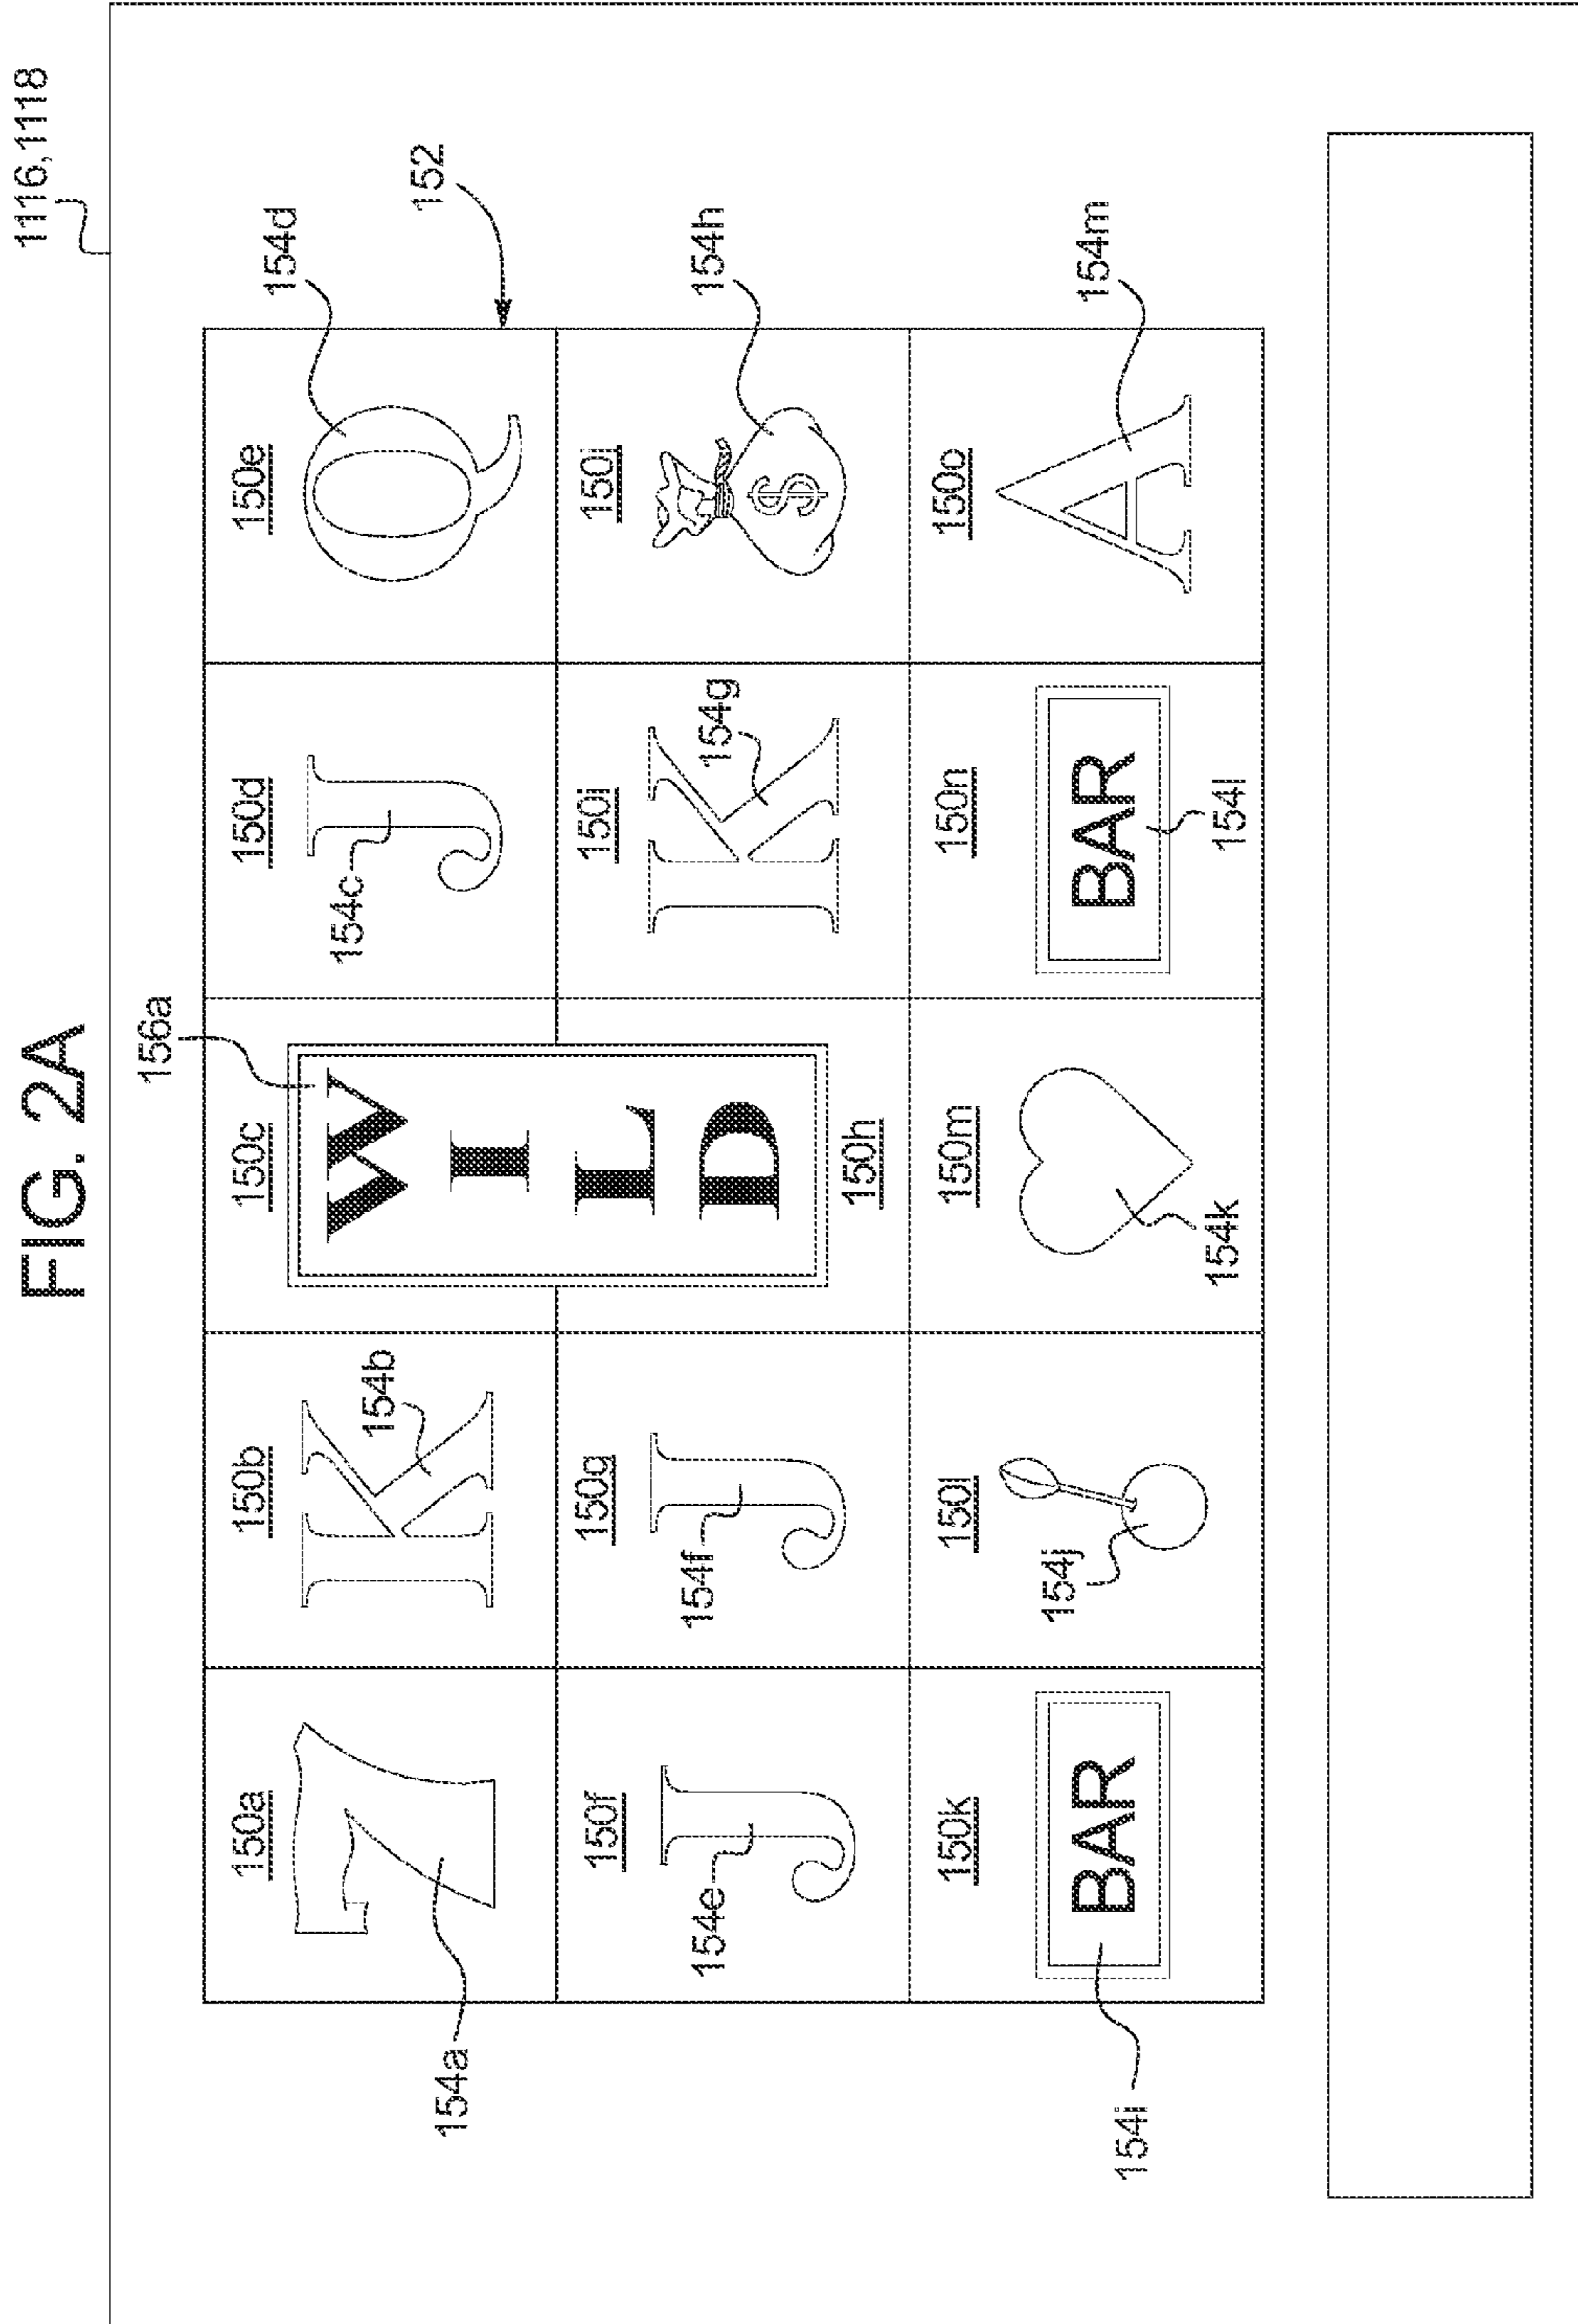 FIG. 2A
1116,1118
156a
152
150a
150b
150c
150d
150e
7
K
W
J
Q
154a
154b
I
154c
154d
150f
150g
L
150i
150j
J
J
D
K
$
154e
154f
150h
154g
154h
150k
150l
150m
150n
150o
BAR
BAR
A
154i
154j
154k
154l
154m